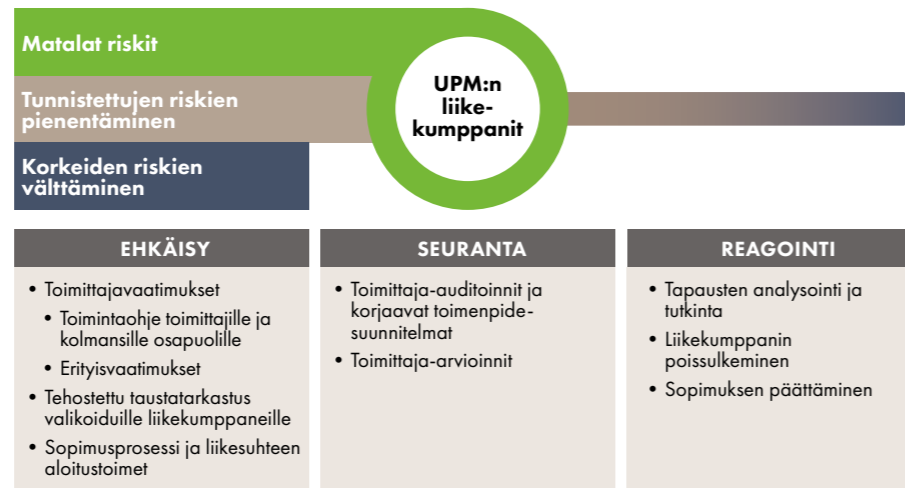 Matalat riskit
Tunnistettujen riskien
pienentäminen
Korkeiden riskien
välttäminen
UPM:n
liike-
kumppanit
EHKÄISY
• Toimittajavaatimukset
• Toimintaohje toimittajille ja
kolmansille osapuolille
• Erityisvaatimukset
• Tehostettu taustatarkastus
valikoiduille liikekumppaneille
• Sopimusprosessi ja liikesuhteen
aloitustoimet
SEURANTA
• Toimittaja-auditoinnit ja
korjaavat toimenpide-
suunnitelmat
• Toimittaja-arvioinnit
REAGOINTI
• Tapausten analysointi ja
tutkinta
• Liikekumppanin
poissulkeminen
• Sopimuksen päättäminen